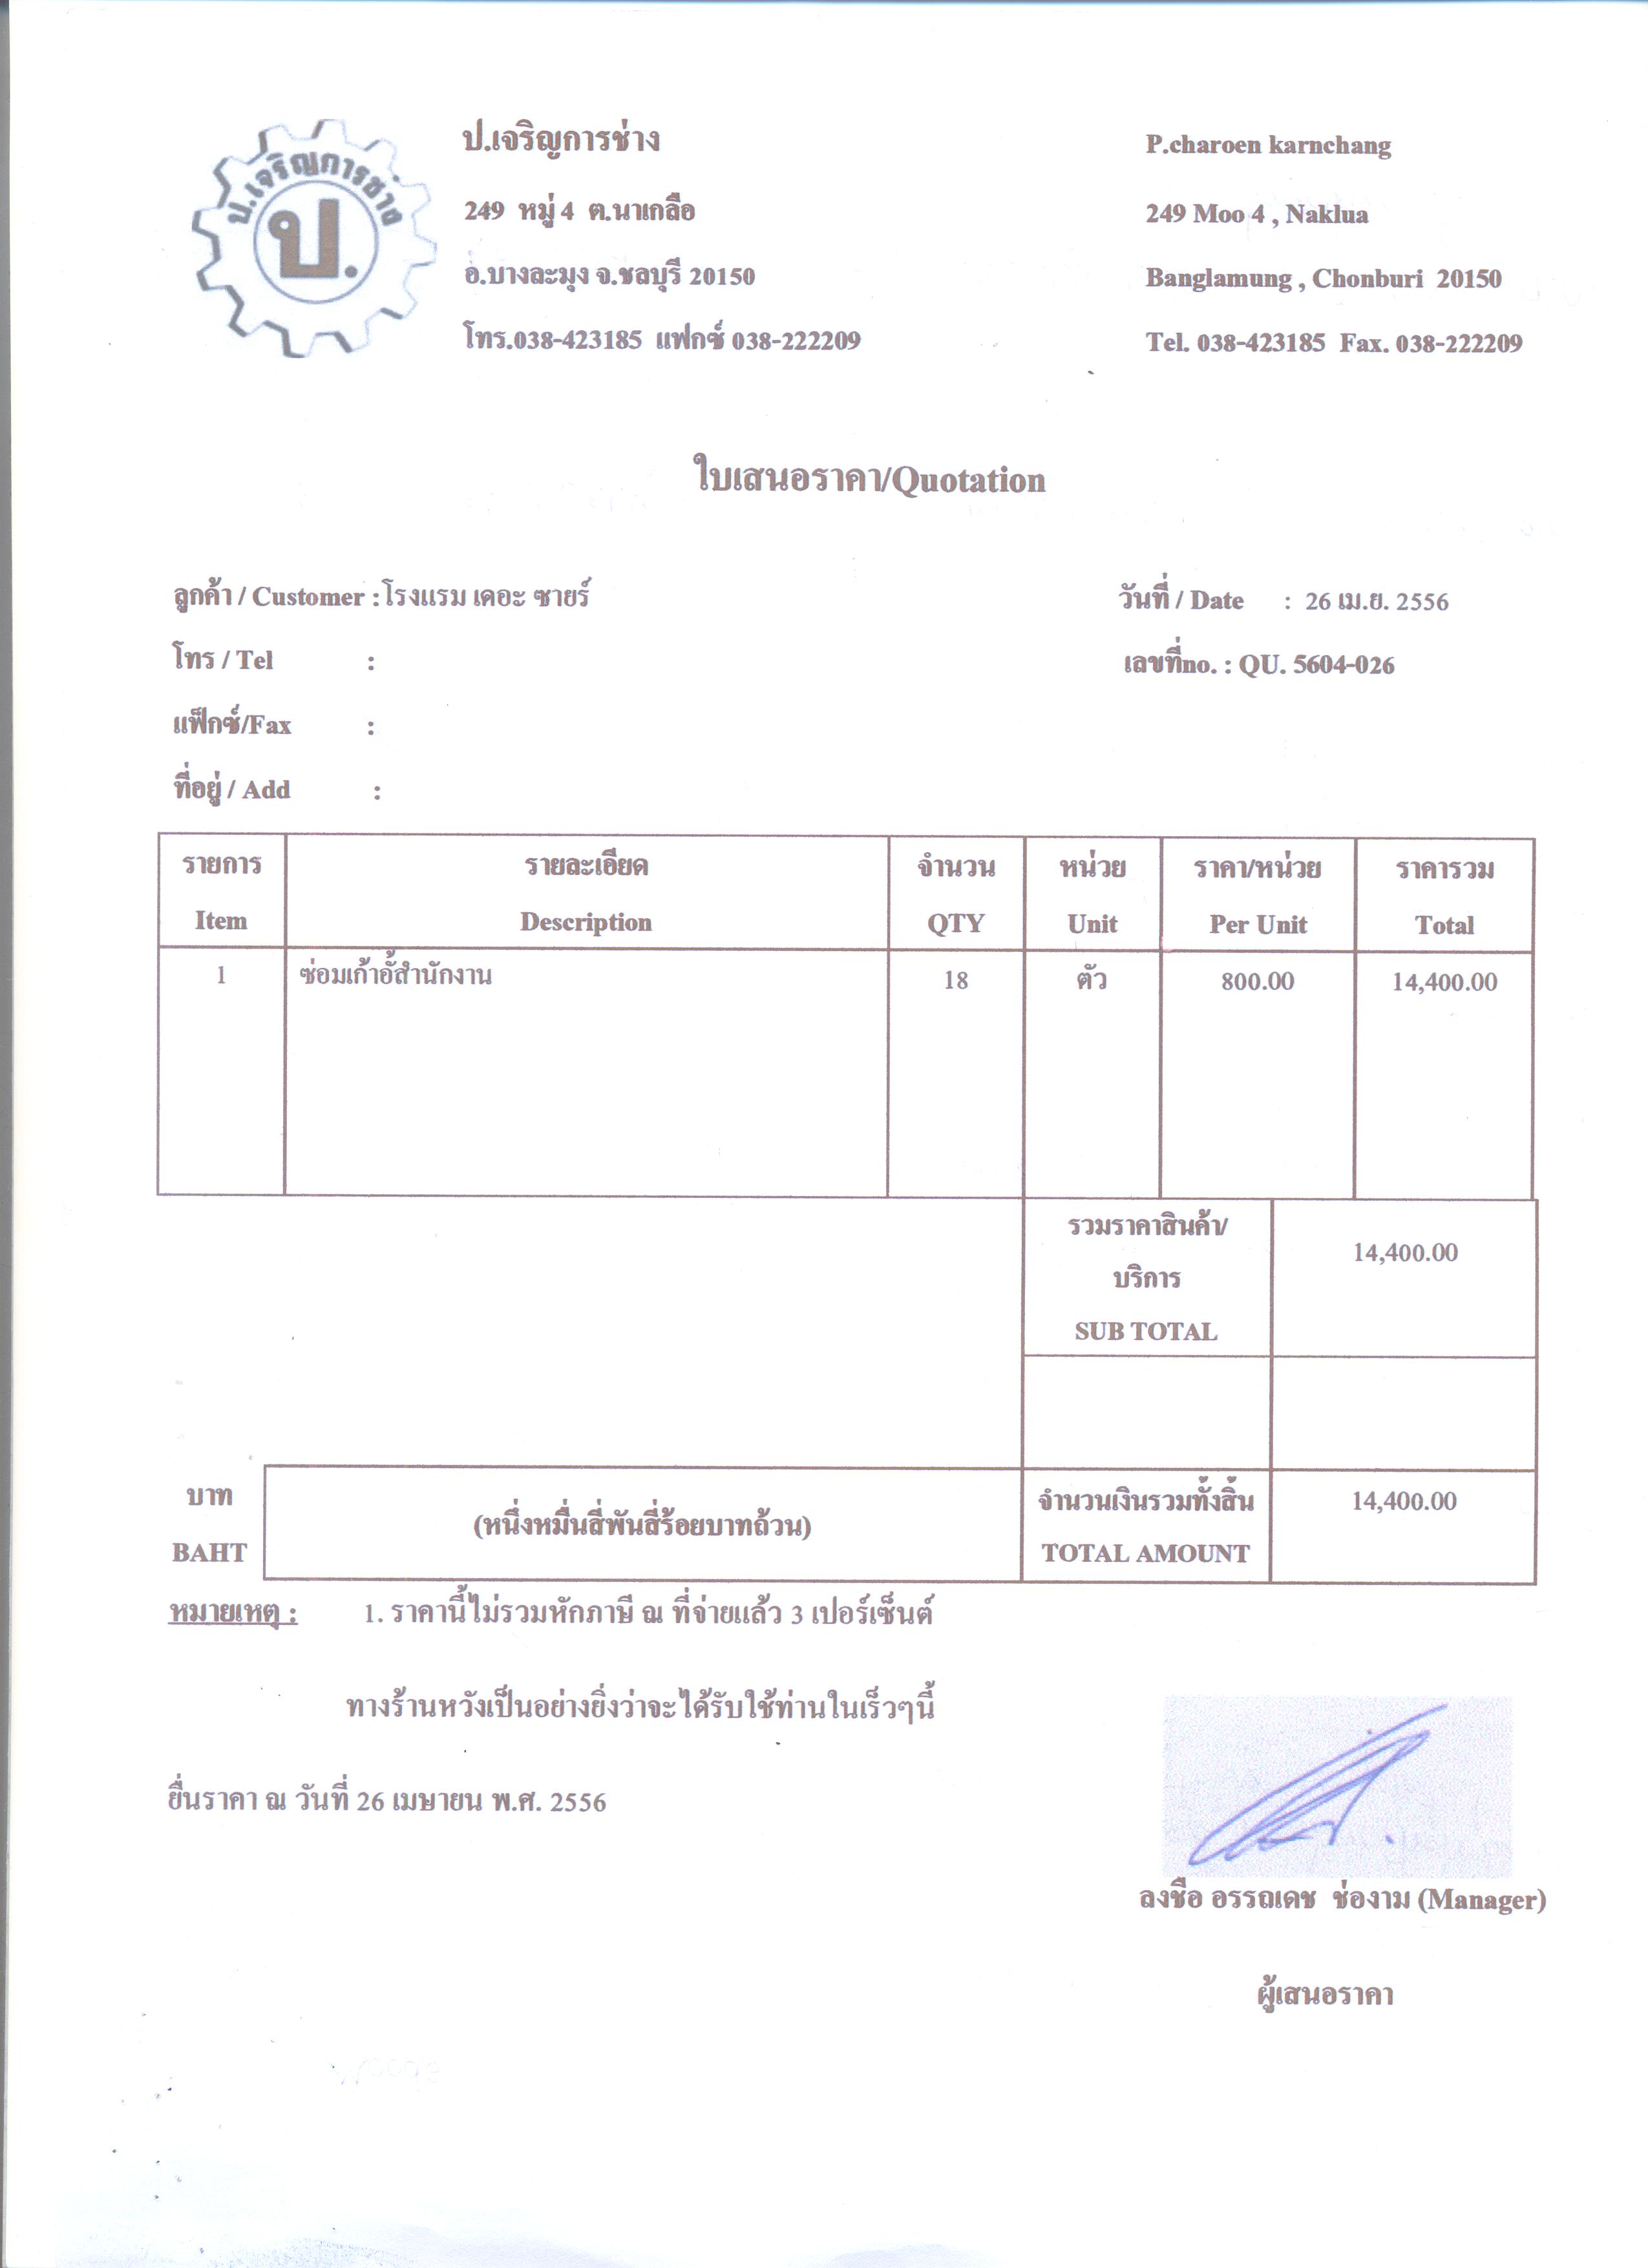 ป.เจริญการช่าง
ป.
ป.เจริญการช่าง
249 หมู่ 4 ต.นาเกลือ
อ.บางละมุง จ.ชลบุรี 20150
โทร.038-423185 แฟกซ์ 038-222209
P.charoen karnchang
249 Moo 4 , Naklua
Banglamung , Chonburi 20150
Tel. 038-423185 Fax. 038-222209
ใบเสนอราคา/Quotation
ลูกค้า / Customer : โรงแรม เดอะ ซายร์
โทร / Tel :
แฟ็กซ์/Fax :
ที่อยู่ / Add :
วันที่ / Date : 26 เม.ย. 2556
เลขที่no. : QU. 5604-026
รายการ รายละเอียด จำนวน หน่วย ราคา/หน่วย ราคารวม
Item Description QTY Unit Per Unit Total
1 ซ่อมเก้าอั้สำนักงาน 18 ตัว 800.00 14,400.00
รวมราคาสินค้า/
บริการ
SUB TOTAL
14,400.00
บาท
BAHT
(หนึ่งหมื่นสี่พันสี่ร้อยบาทถ้วน)
จำนวนเงินรวมทั้งสิ้น
TOTAL AMOUNT
14,400.00
หมายเหตุ : 1. ราคานี้ไม่รวมหักภาษี ณ ที่จ่ายแล้ว 3 เปอร์เซ็นต์
ทางร้านหวังเป็นอย่างยิ่งว่าจะได้รับใช้ท่านในเร็วๆนี้
ยื่นราคา ณ วันที่ 26 เมษายน พ.ศ. 2556
ลงชื่อ อรรณเดช ช่องาม (Manager)
ผู้เสนอราคา